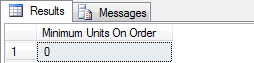 Results Messages
Minimum Units On Order
1 0